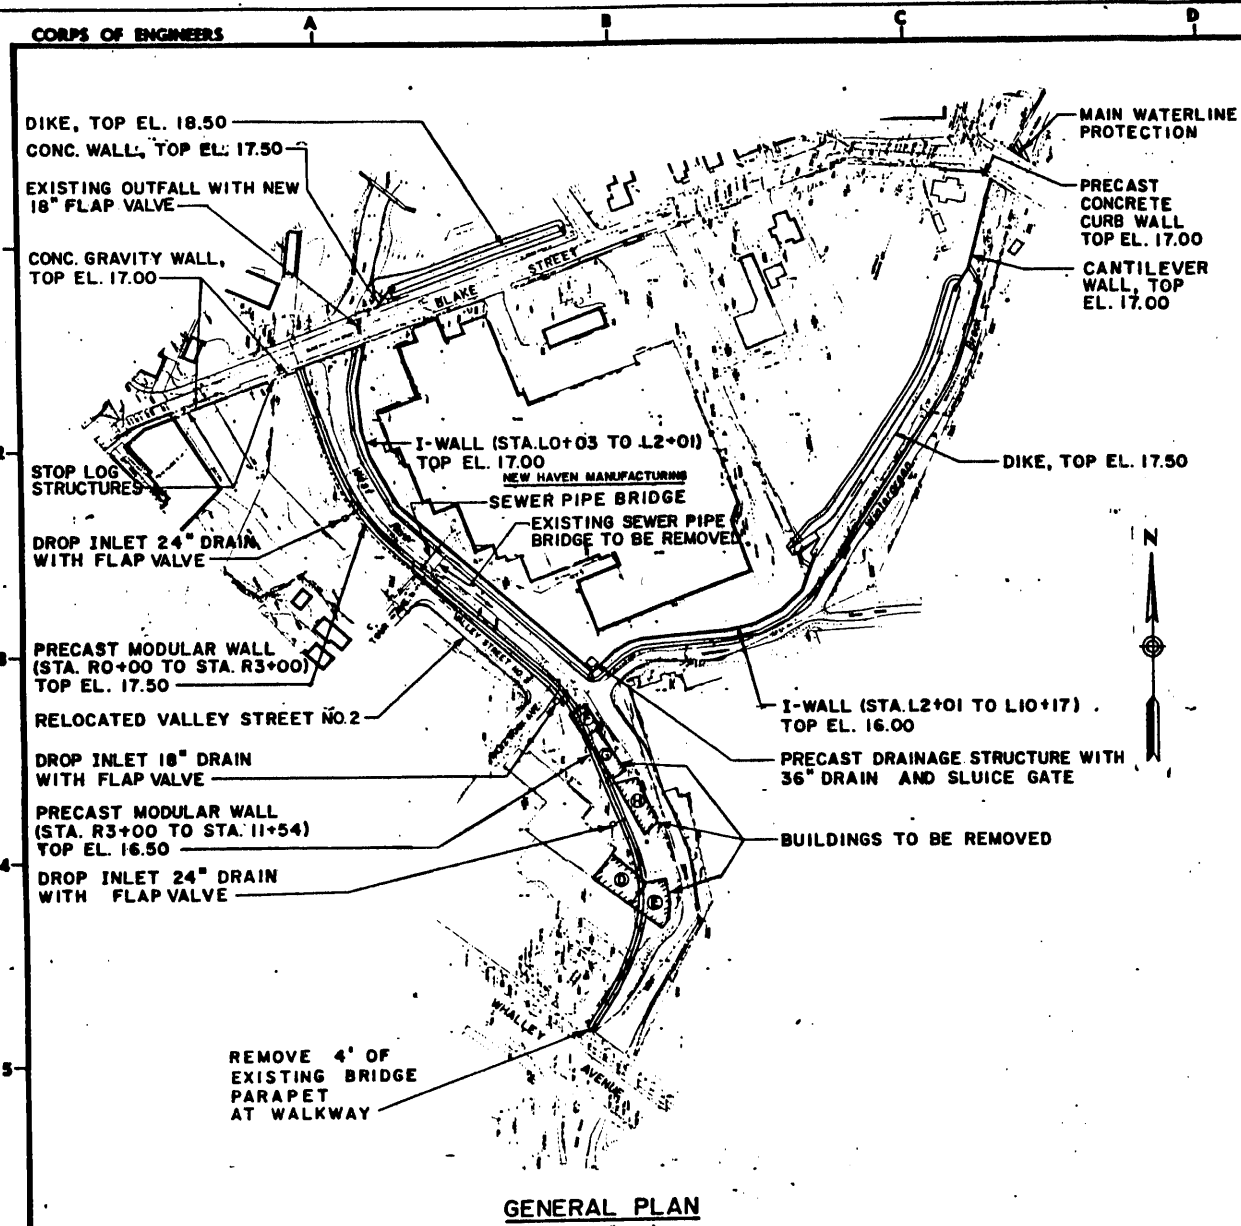 CORPS OF ENGINEERS
A
B
C
D
DIKE, TOP EL. 18.50
CONC. WALL, TOP EL. 17.50
EXISTING OUTFALL WITH NEW
18" FLAP VALVE
CONC. GRAVITY WALL,
TOP EL. 17.00
MAIN WATERLINE
PROTECTION
PRECAST
CONCRETE
CURB WALL
TOP EL. 17.00
CANTILEVER
WALL, TOP
EL. 17.00
BLAKE STREET
2
I-WALL (STA. L0+03 TO L2+01)
TOP EL. 17.00
NEW HAVEN MANUFACTURING
SEWER PIPE BRIDGE
EXISTING SEWER PIPE
BRIDGE TO BE REMOVED
DIKE, TOP EL. 17.50
STOP LOG
STRUCTURES
West
River
DROP INLET 24" DRAIN
WITH FLAP VALVE
N
PRECAST MODULAR WALL
(STA. R0+00 TO STA. R3+00)
TOP EL. 17.50
3
VALLEY STREET NO. 2
RELOCATED VALLEY STREET NO. 2
I-WALL (STA. L2+01 TO L10+17)
TOP EL. 16.00
DROP INLET 18" DRAIN
WITH FLAP VALVE
PRECAST DRAINAGE STRUCTURE WITH
36" DRAIN AND SLUICE GATE
PRECAST MODULAR WALL
(STA. R3+00 TO STA. 11+54)
TOP EL. 16.50
H
BUILDINGS TO BE REMOVED
4
DROP INLET 24" DRAIN
WITH FLAP VALVE
D
E
WHALLEY AVENUE
5
REMOVE 4' OF
EXISTING BRIDGE
PARAPET
AT WALKWAY
GENERAL PLAN